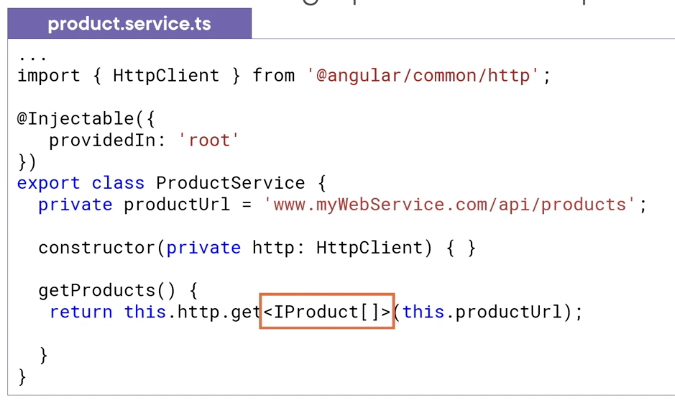 product.service.ts
...
import { HttpClient } from '@angular/common/http';
@Injectable({
providedIn: 'root'
})
export class ProductService {
private productUrl = 'www.myWebService.com/api/products';
constructor(private http: HttpClient) { }
getProducts() {
return this.http.get<IProduct[]>(this.productUrl);
}
}